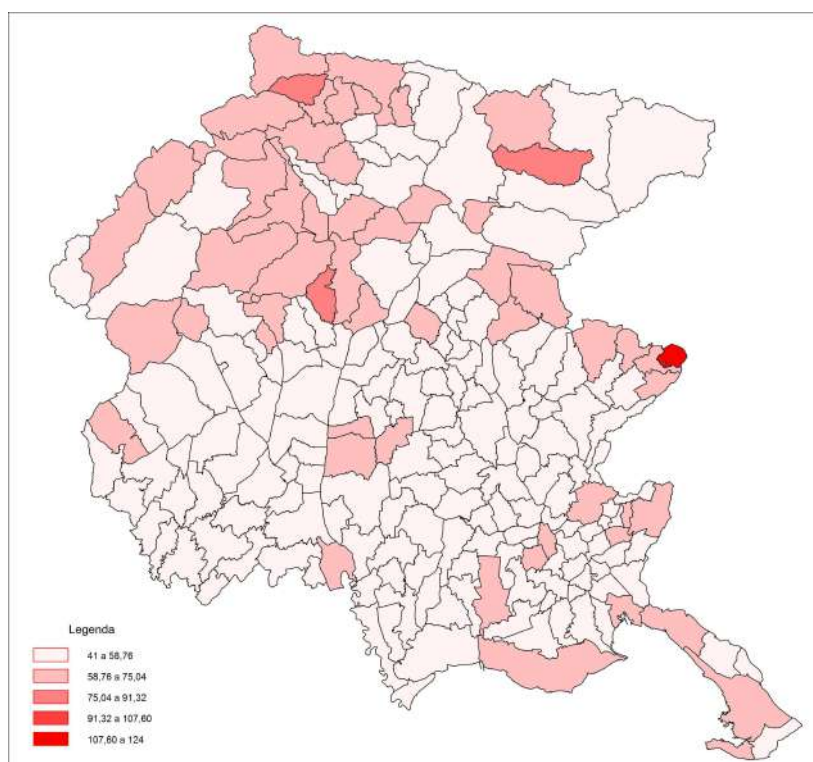 Legenda
41 a 58,76
58,76 a 75,04
75,04 a 91,32
91,32 a 107,60
107,60 a 124